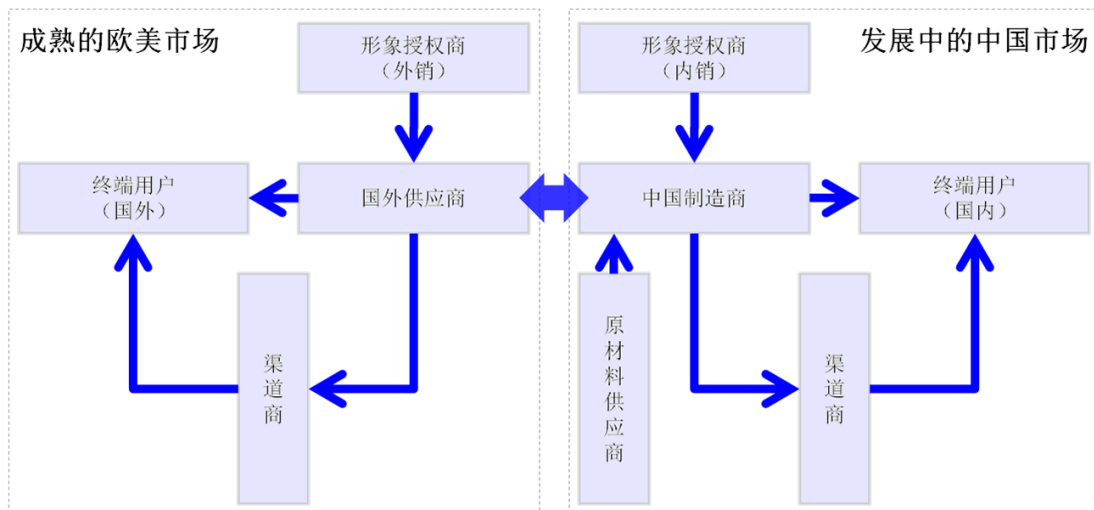 成熟的欧美市场
形象授权商
（外销）
终端用户
（国外）
国外供应商
渠道商
发展中的中国市场
形象授权商
（内销）
中国制造商
终端用户
（国内）
原材料供应商
渠道商